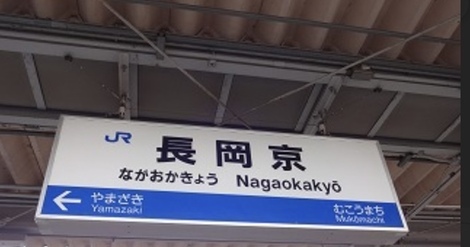 JR
長岡京
ながおかきょう Nagaokakyō
← やまざき むこうまち
Yamazaki Mukōmachi